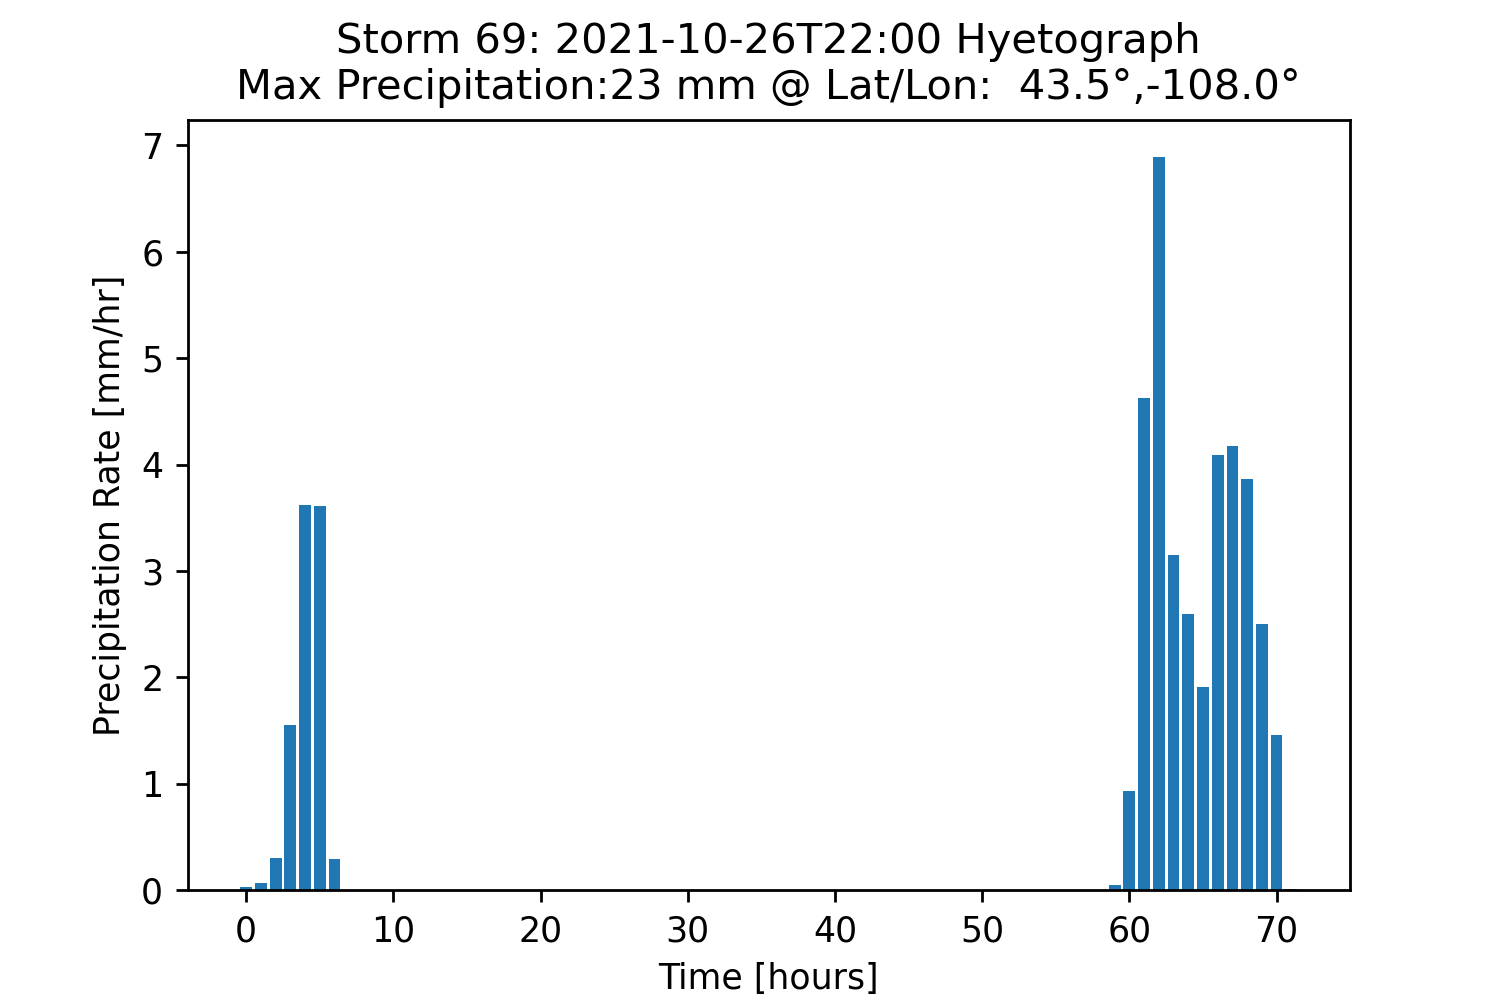 Storm 69: 2021-10-26T22:00 Hyetograph
Max Precipitation:23 mm @ Lat/Lon:  43.5°,-108.0°
7
6
5
4
3
2
1
0
Precipitation Rate [mm/hr]
0 10 20 30 40 50 60 70
Time [hours]